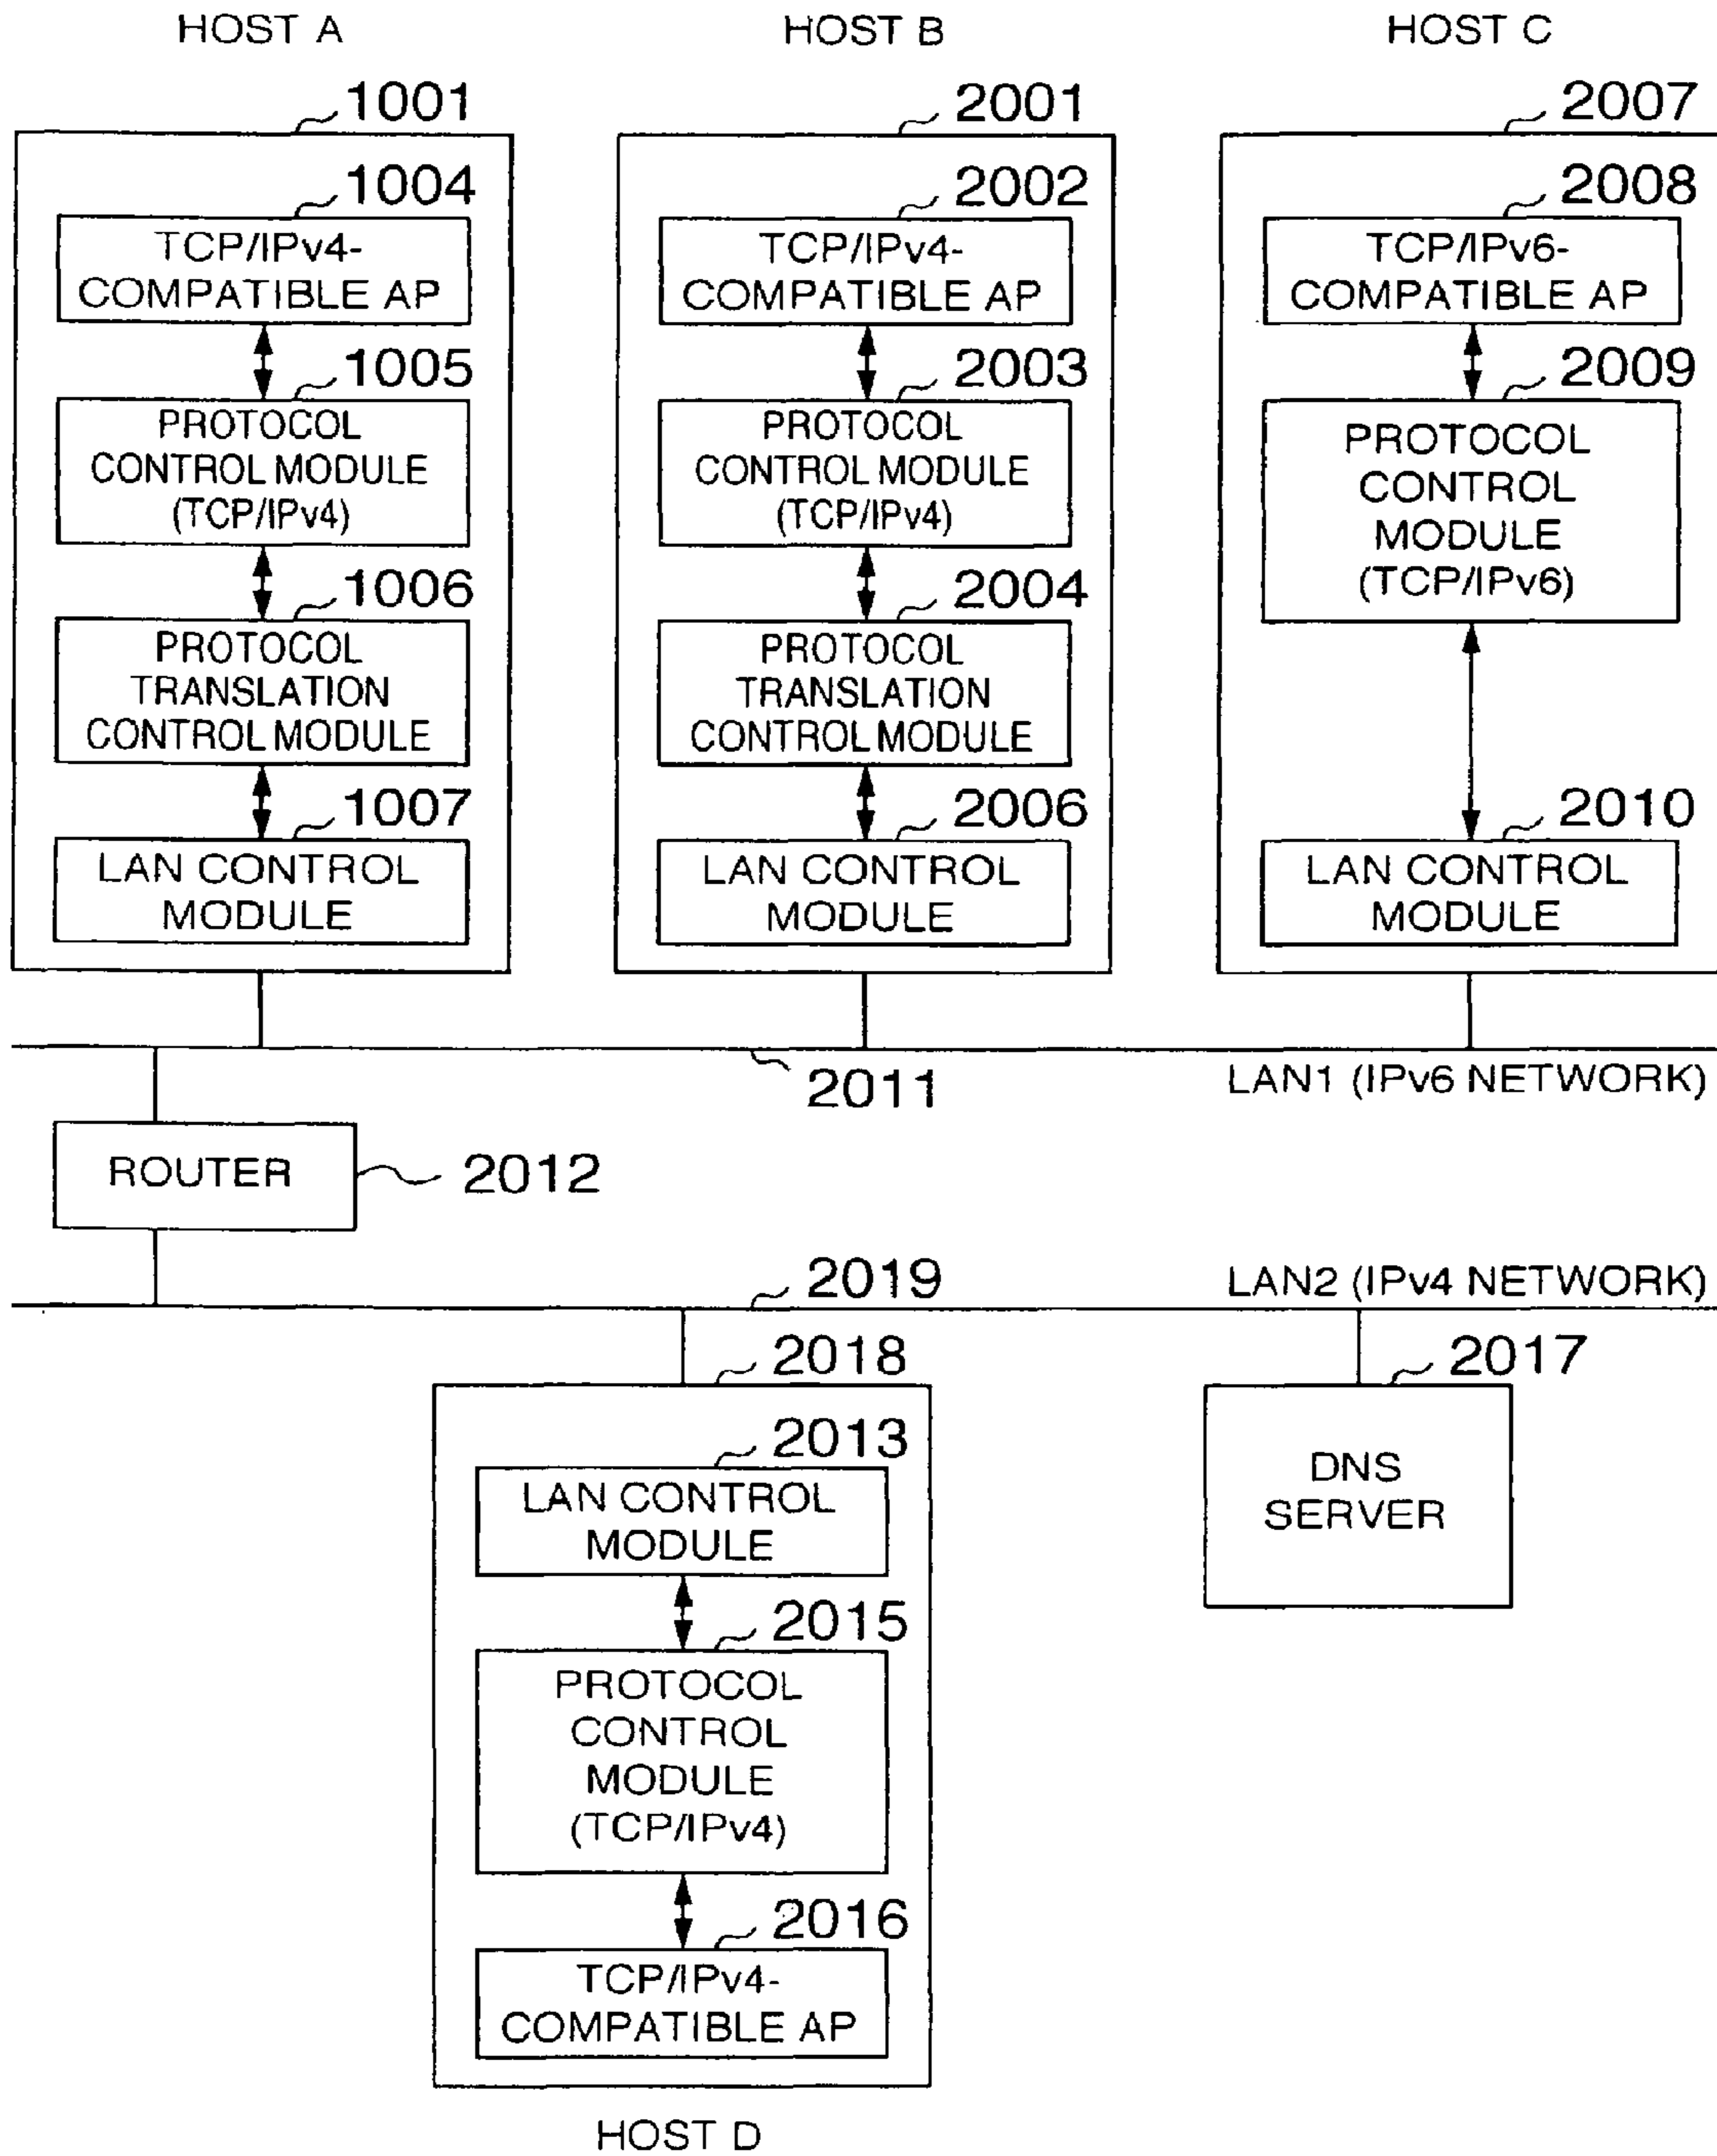 HOST A
HOST B
HOST C
1001
2001
2007
1004
TCP/IPv4-
COMPATIBLE AP
1005
PROTOCOL
CONTROL MODULE
(TCP/IPv4)
1006
PROTOCOL
TRANSLATION
CONTROL MODULE
1007
LAN CONTROL
MODULE
2002
TCP/IPv4-
COMPATIBLE AP
2003
PROTOCOL
CONTROL MODULE
(TCP/IPv4)
2004
PROTOCOL
TRANSLATION
CONTROL MODULE
2006
LAN CONTROL
MODULE
2008
TCP/IPv6-
COMPATIBLE AP
2009
PROTOCOL
CONTROL
MODULE
(TCP/IPv6)
2010
LAN CONTROL
MODULE
2011
LAN1 (IPv6 NETWORK)
ROUTER
2012
2019
LAN2 (IPv4 NETWORK)
2018
2013
LAN CONTROL
MODULE
2015
PROTOCOL
CONTROL
MODULE
(TCP/IPv4)
2016
TCP/IPv4-
COMPATIBLE AP
HOST D
2017
DNS
SERVER